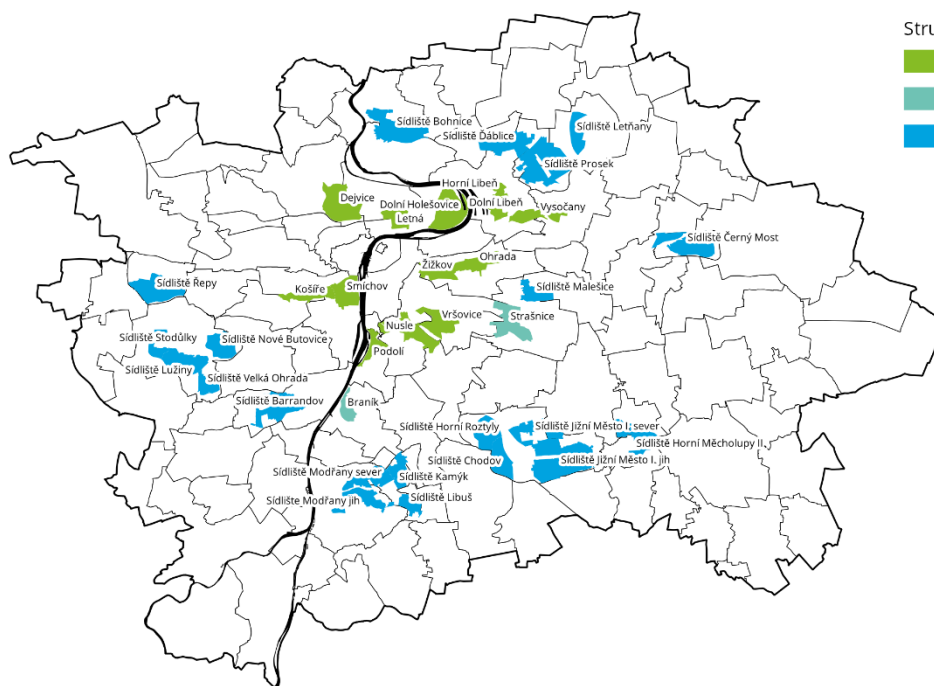 Stru
Sídliště Bohnice
Sídliště Ďáblice
Sídliště Letňany
Sídliště Prosek
Horní Libeň
Dejvice
Dolní Holešovice
Dolní Libeň
Letná
Vysočany
Sídliště Černý Most
Ohrada
Žižkov
Sídliště Řepy
Košíře
Smíchov
Sídliště Malešice
Strašnice
Vršovice
Nusle
Podolí
Sídliště Stodůlky
Sídliště Nové Butovice
Sídliště Lužiny
Sídliště Velká Ohrada
Sídliště Barrandov
Braník
Sídliště Horní Roztyly
Sídliště Jižní Město I. sever
Sídliště Horní Měcholupy II.
Sídliště Chodov
Sídliště Jižní Město I. jih
Sídliště Modřany sever
Sídliště Kamýk
Sídlište Modřany jih
Sídliště Libuš